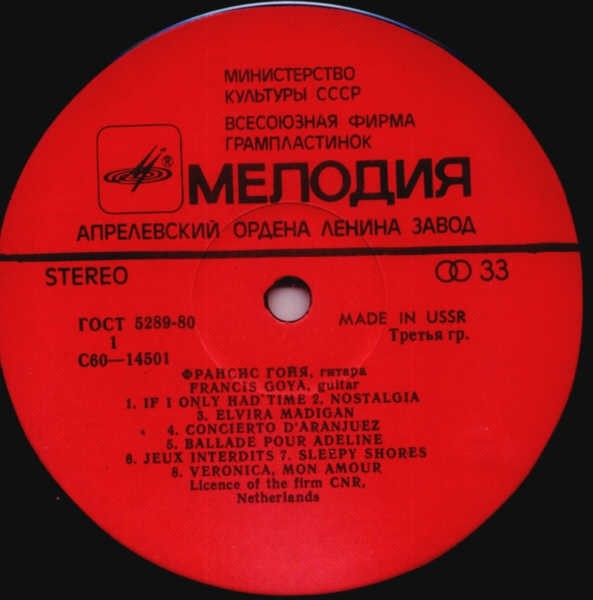 МИНИСТЕРСТВО
КУЛЬТУРЫ СССР
ВСЕСОЮЗНАЯ ФИРМА
ГРАМПЛАСТИНОК
®
МЕЛОДИЯ
АПРЕЛЕВСКИЙ ОРДЕНА ЛЕНИНА ЗАВОД
STEREO
33
ГОСТ 5289-80
MADE IN USSR
1
Третья гр.
С60—14501
ФРАНСИС ГОЙЯ, гитара
FRANCIS GOYA, guitar
1. IF I ONLY HAD TIME 2. NOSTALGIA
3. ELVIRA MADIGAN
4. CONCIERTO D'ARANJUEZ
5. BALLADE POUR ADELINE
6. JEUX INTERDITS 7. SLEEPY SHORES
8. VERONICA, MON AMOUR
Licence of the firm CNR,
Netherlands